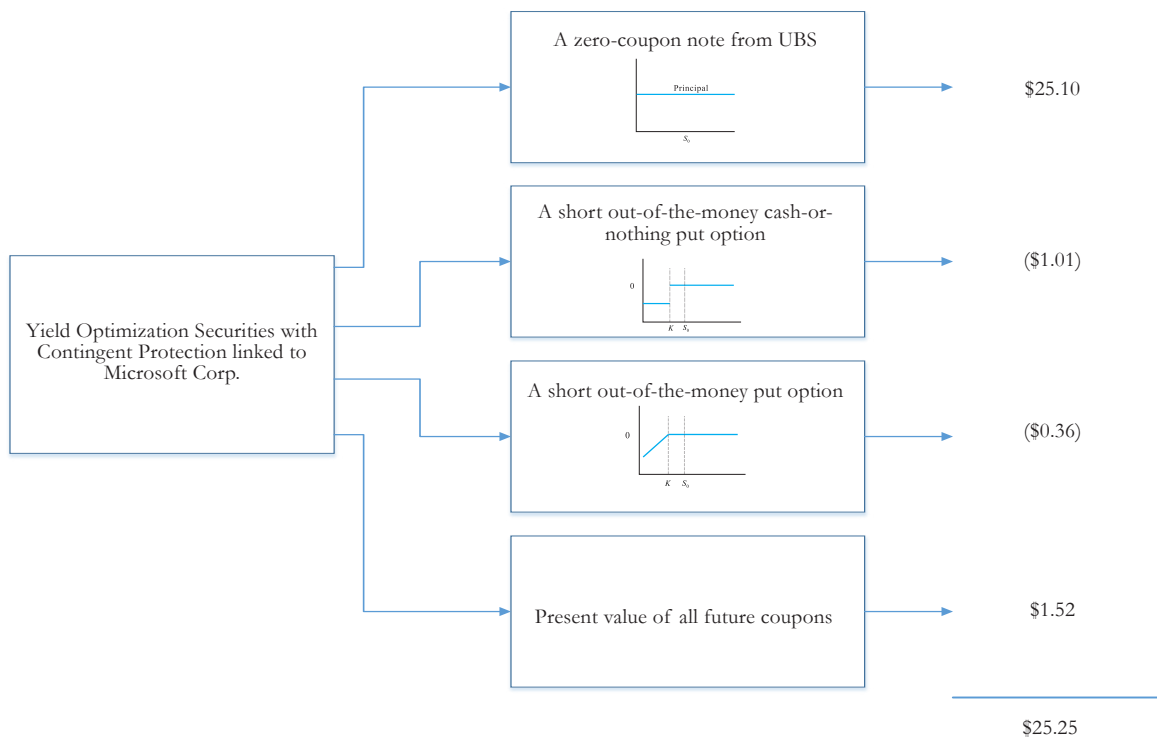 A zero-coupon note from UBS
Principal
S0
$25.10
A short out-of-the-money cash-or-
nothing put option
0
K
S0
($1.01)
Yield Optimization Securities with
Contingent Protection linked to
Microsoft Corp.
A short out-of-the-money put option
0
K
S0
($0.36)
Present value of all future coupons
$1.52
$25.25